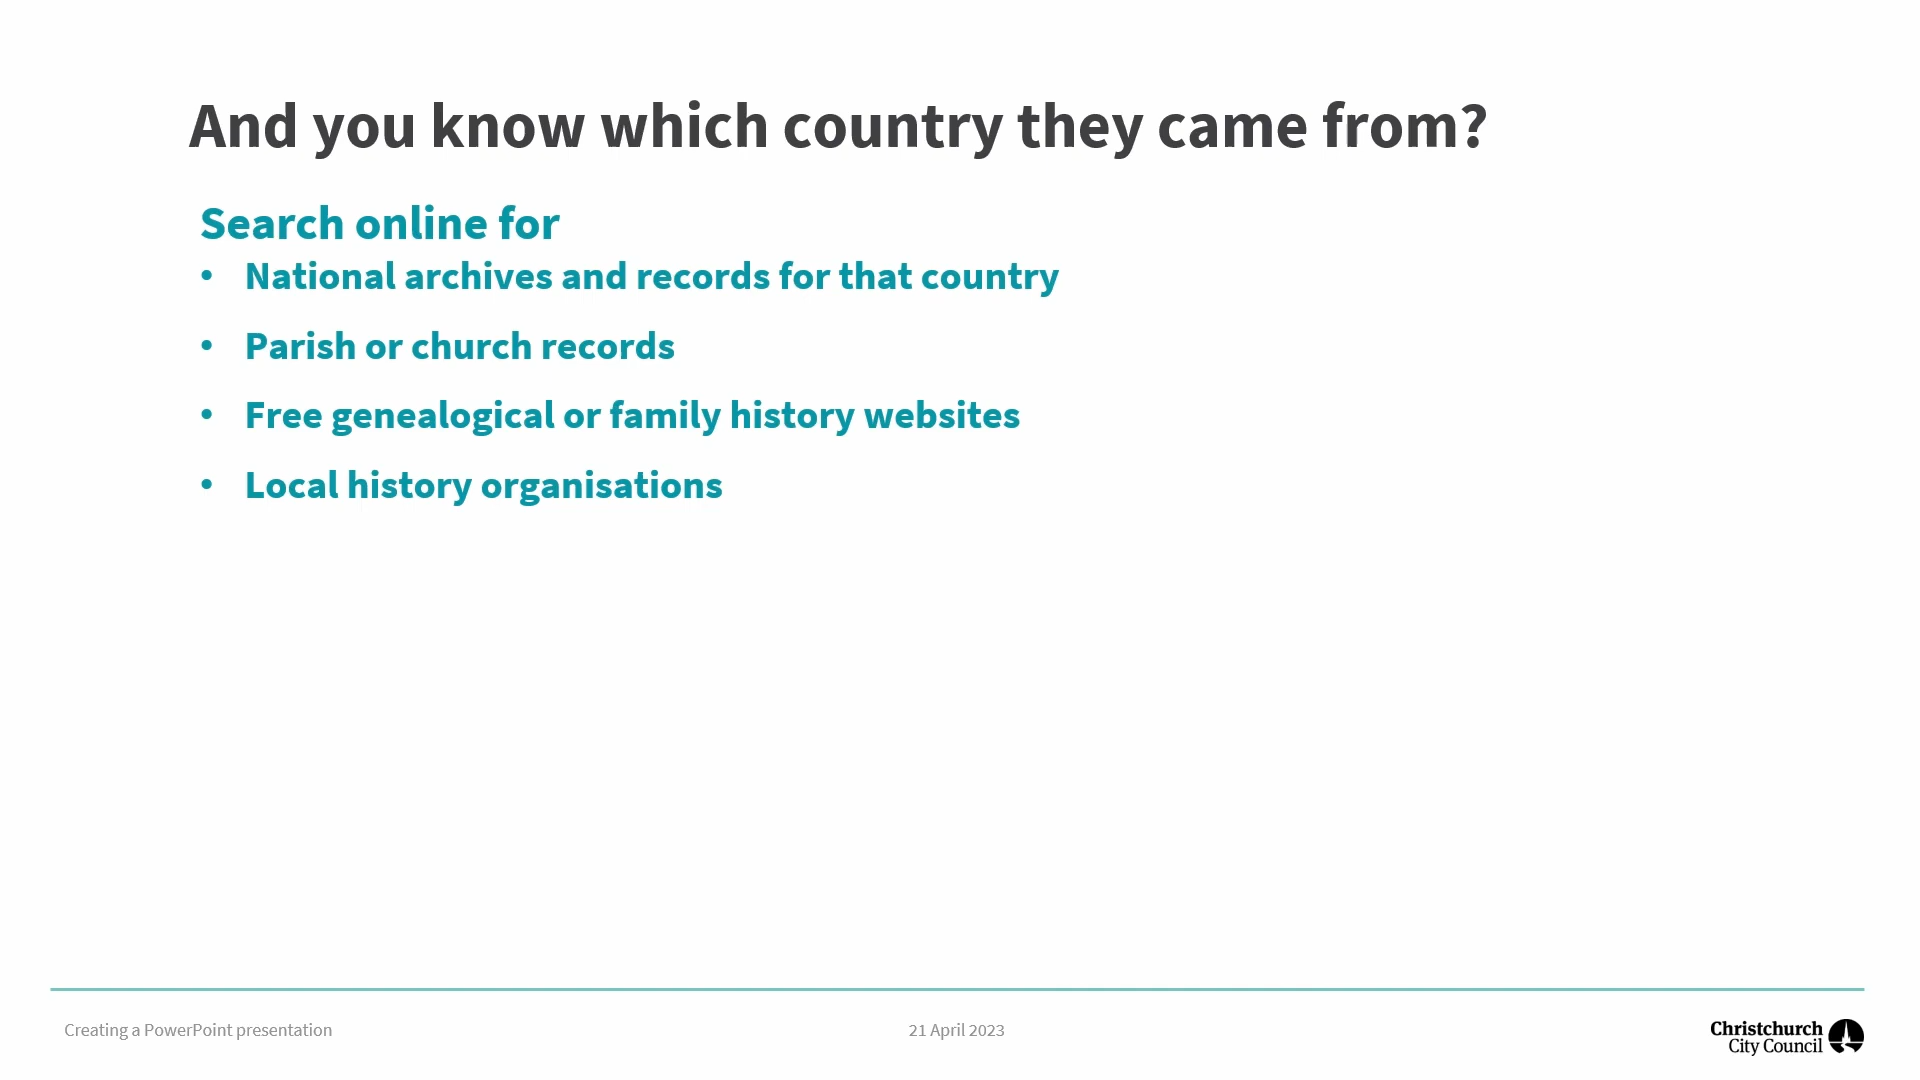 And you know which country they came from?
Search online for
• National archives and records for that country
• Parish or church records
• Free genealogical or family history websites
• Local history organisations
Creating a PowerPoint presentation
21 April 2023
Christchurch
City Council